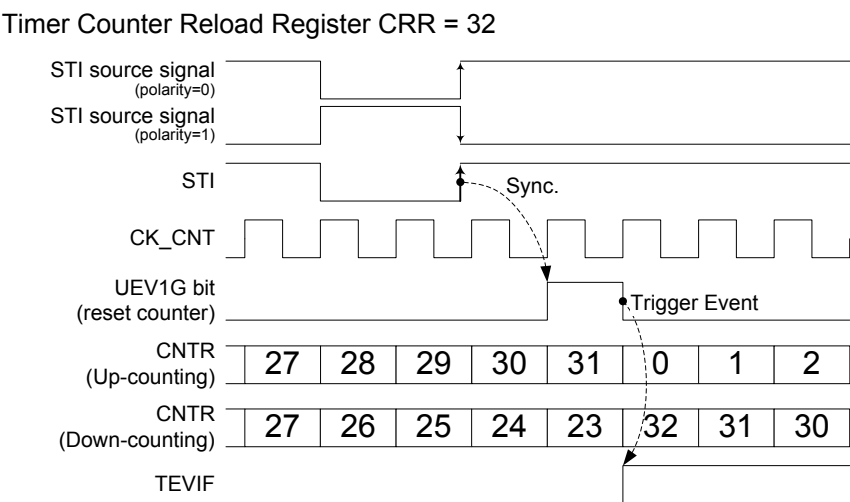 Timer Counter Reload Register CRR = 32
STI source signal
(polarity=0)
STI source signal
(polarity=1)
STI
Sync.
CK_CNT
UEV1G bit
(reset counter)
Trigger Event
CNTR
(Up-counting)
27 28 29 30 31 0 1 2
CNTR
(Down-counting)
27 26 25 24 23 32 31 30
TEVIF